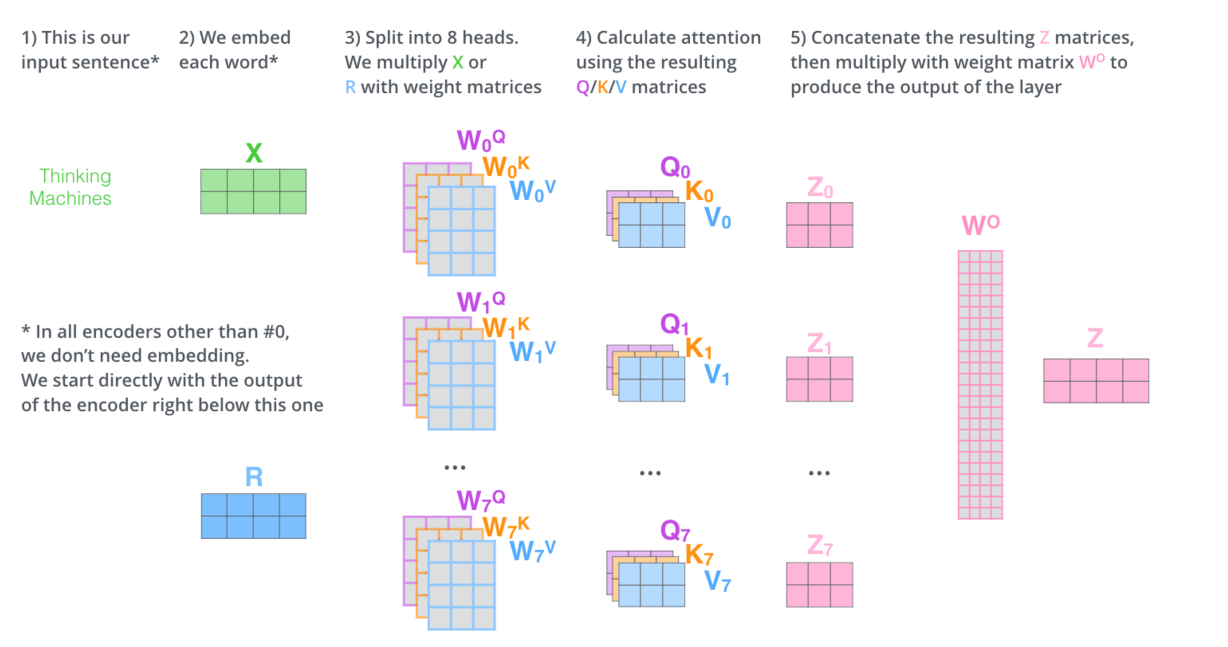 1) This is our
input sentence*
2) We embed
each word*
3) Split into 8 heads.
We multiply X or
R with weight matrices
4) Calculate attention
using the resulting
Q/K/V matrices
5) Concatenate the resulting Z matrices,
then multiply with weight matrix Wᴼ to
produce the output of the layer
Thinking
Machines
X
W₀Q
W₀K
W₀V
Q₀
K₀
V₀
Z₀
Wᴼ
* In all encoders other than #0,
we don’t need embedding.
We start directly with the output
of the encoder right below this one
W₁Q
W₁K
W₁V
Q₁
K₁
V₁
Z₁
Z
...
...
...
R
W₇Q
W₇K
W₇V
Q₇
K₇
V₇
Z₇